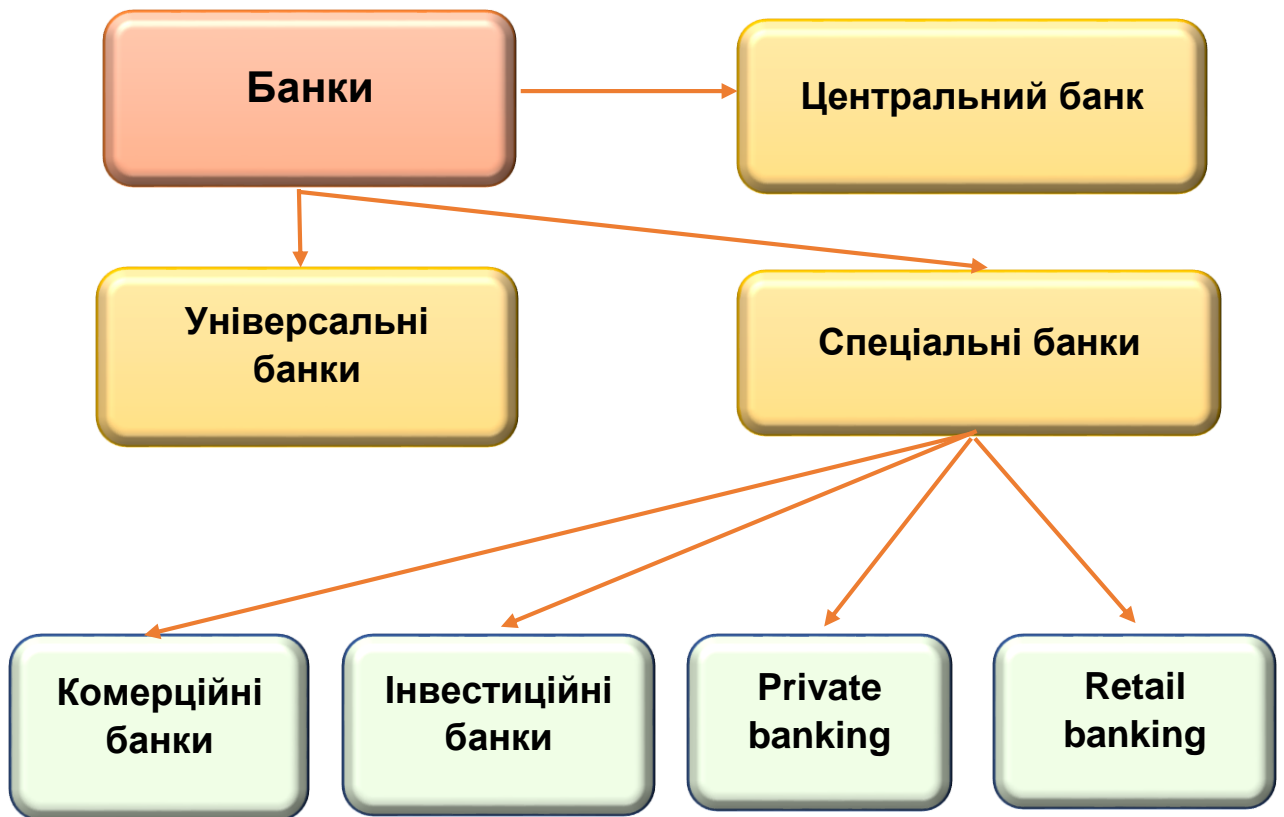 Банки
Центральний банк
Універсальні
банки
Спеціальні банки
Комерційні
банки
Інвестиційні
банки
Private
banking
Retail
banking